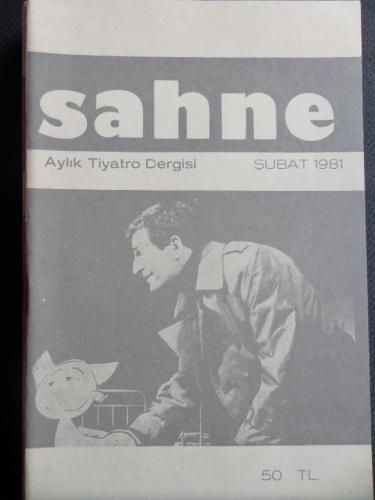 sahne
Aylık Tiyatro Dergisi ŞUBAT 1981
50 TL.